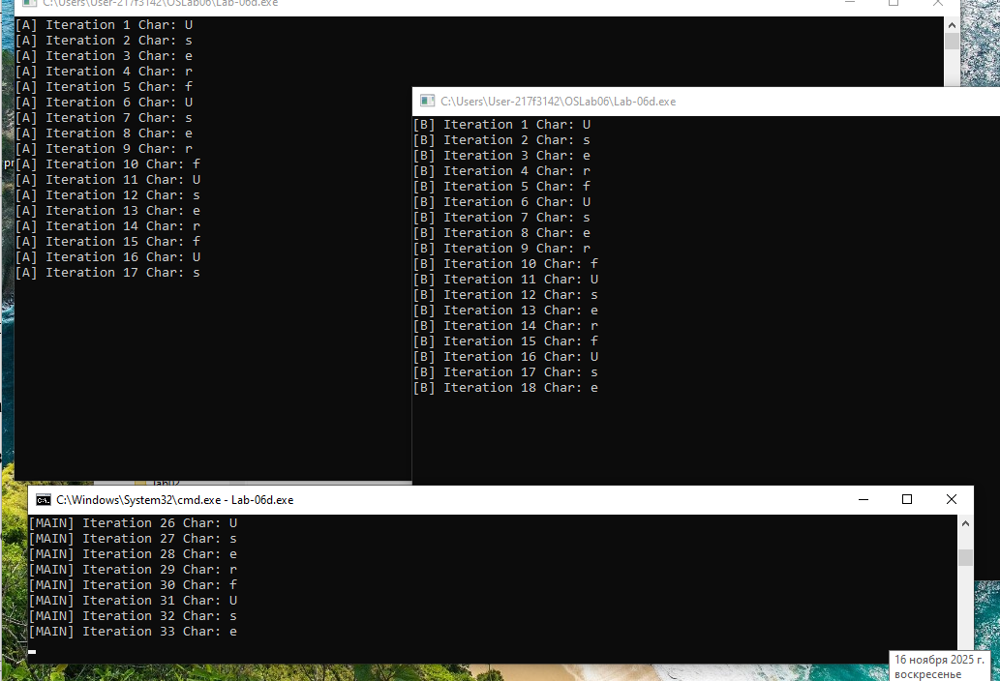 C:\Users\User-217f3142\OSLab06\Lab-06d.exe
[A] Iteration 1 Char: U
[A] Iteration 2 Char: s
[A] Iteration 3 Char: e
[A] Iteration 4 Char: r
[A] Iteration 5 Char: f
[A] Iteration 6 Char: U
[A] Iteration 7 Char: s
[A] Iteration 8 Char: e
[A] Iteration 9 Char: r
[A] Iteration 10 Char: f
[A] Iteration 11 Char: U
[A] Iteration 12 Char: s
[A] Iteration 13 Char: e
[A] Iteration 14 Char: r
[A] Iteration 15 Char: f
[A] Iteration 16 Char: U
[A] Iteration 17 Char: s
pr
C:\Users\User-217f3142\OSLab06\Lab-06d.exe
[B] Iteration 1 Char: U
[B] Iteration 2 Char: s
[B] Iteration 3 Char: e
[B] Iteration 4 Char: r
[B] Iteration 5 Char: f
[B] Iteration 6 Char: U
[B] Iteration 7 Char: s
[B] Iteration 8 Char: e
[B] Iteration 9 Char: r
[B] Iteration 10 Char: f
[B] Iteration 11 Char: U
[B] Iteration 12 Char: s
[B] Iteration 13 Char: e
[B] Iteration 14 Char: r
[B] Iteration 15 Char: f
[B] Iteration 16 Char: U
[B] Iteration 17 Char: s
[B] Iteration 18 Char: e
lab02
C:\Windows\System32\cmd.exe - Lab-06d.exe
[MAIN] Iteration 26 Char: U
[MAIN] Iteration 27 Char: s
[MAIN] Iteration 28 Char: e
[MAIN] Iteration 29 Char: r
[MAIN] Iteration 30 Char: f
[MAIN] Iteration 31 Char: U
[MAIN] Iteration 32 Char: s
[MAIN] Iteration 33 Char: e
16 ноября 2025 г.
воскресенье